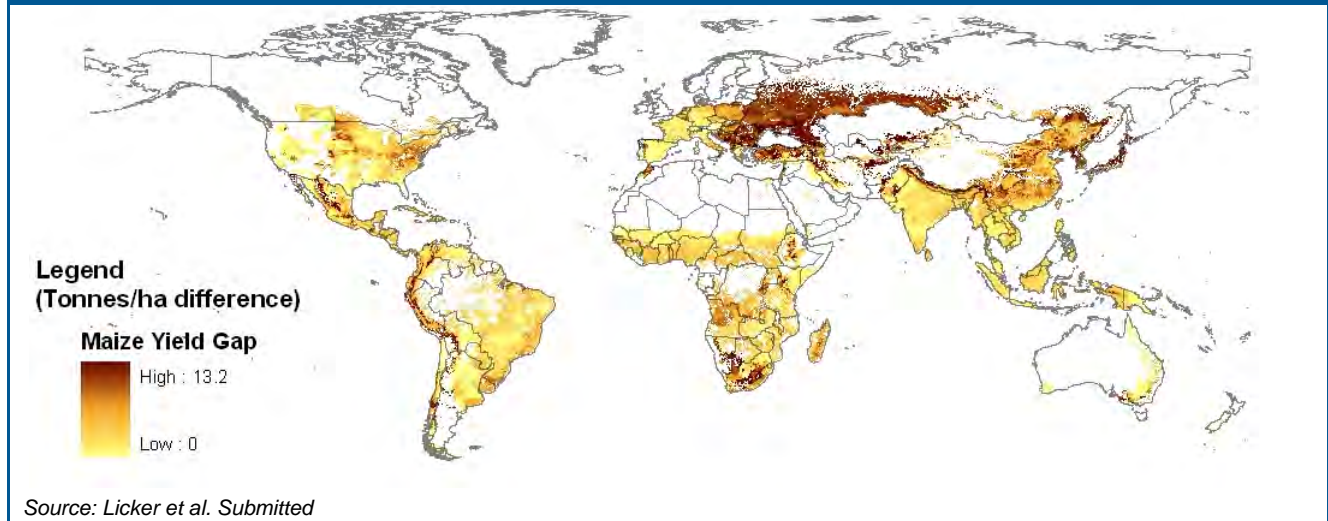 Legend
(Tonnes/ha difference)
Maize Yield Gap
High : 13.2
Low : 0
Source: Licker et al. Submitted